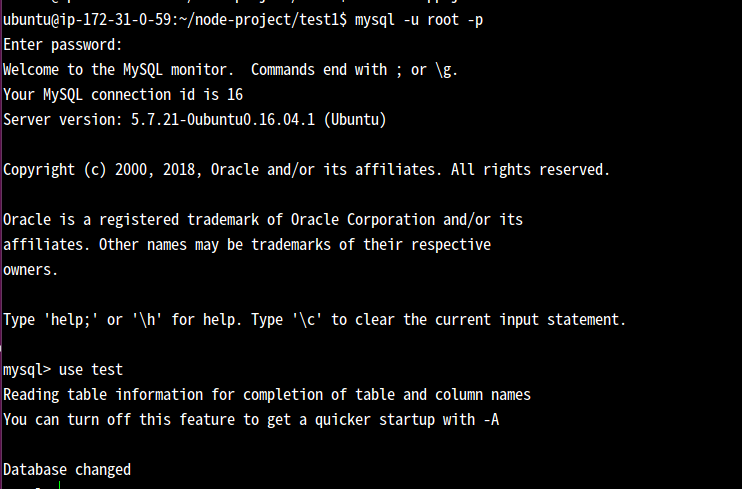 ubuntu@ip-172-31-0-59:~/node-project/test1$ mysql -u root -p
Enter password:
Welcome to the MySQL monitor.  Commands end with ; or \g.
Your MySQL connection id is 16
Server version: 5.7.21-0ubuntu0.16.04.1 (Ubuntu)

Copyright (c) 2000, 2018, Oracle and/or its affiliates. All rights reserved.

Oracle is a registered trademark of Oracle Corporation and/or its
affiliates. Other names may be trademarks of their respective
owners.

Type 'help;' or '\h' for help. Type '\c' to clear the current input statement.

mysql> use test
Reading table information for completion of table and column names
You can turn off this feature to get a quicker startup with -A

Database changed